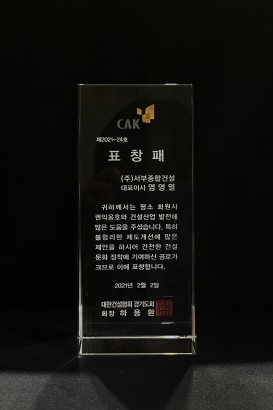 CAK
제2021-24호
표 창 패
(주)서부종합건설
대표이사 염 영 열
귀하께서는 평소 회원사
권익옹호와 건설산업 발전에
많은 도움을 주셨습니다. 특히
불합리한 제도개선에 많은
제안을 하시어 건전한 건설
문화 정착에 기여하신 공로가
크므로 이에 표창합니다.
2021년 2월 2일
대한건설협회 경기도회
회장 하 용 환